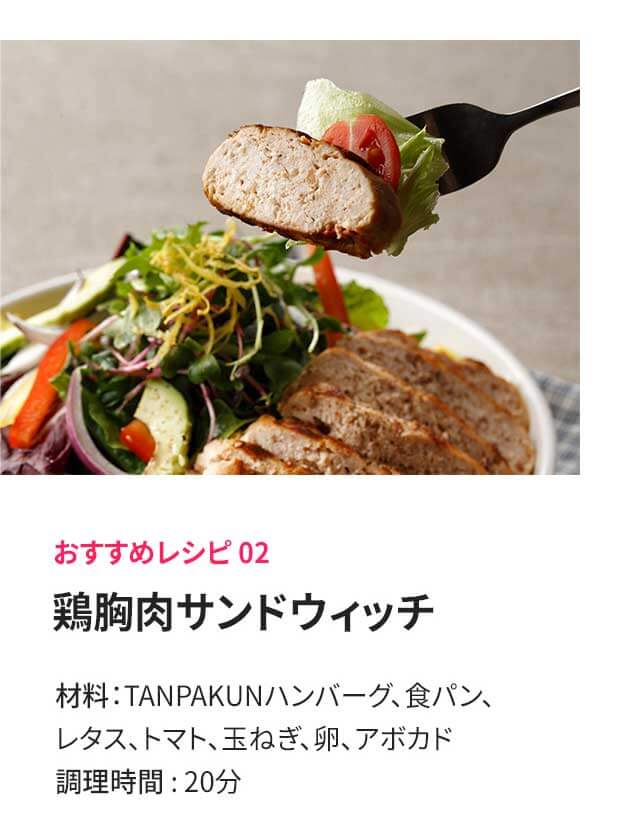 おすすめレシピ 02
鶏胸肉サンドウィッチ
材料：TANPAKUNハンバーグ、食パン、
レタス、トマト、玉ねぎ、卵、アボカド
調理時間 : 20分